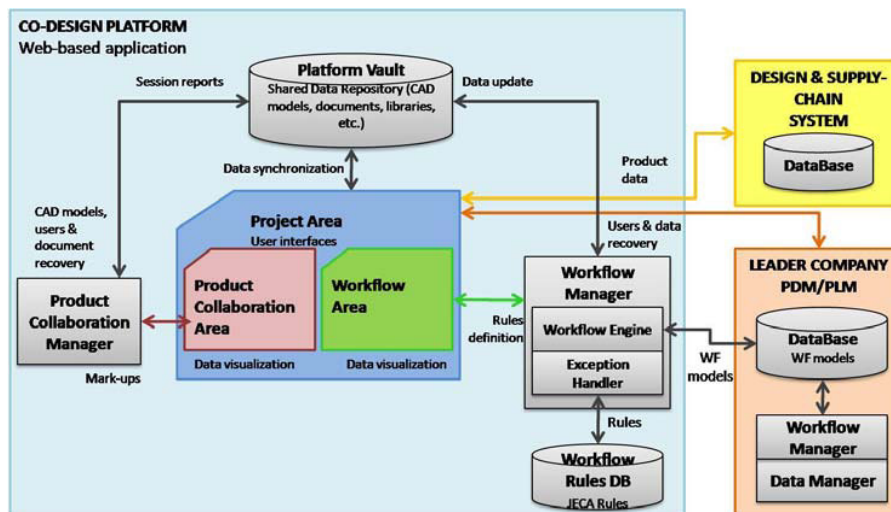 CO-DESIGN PLATFORM
Web-based application
Platform Vault
Shared Data Repository (CAD
models, documents, libraries,
etc.)
Session reports
Data update
Data synchronization
DESIGN & SUPPLY-
CHAIN
SYSTEM
DataBase
Product
data
CAD models,
users &
document
recovery
Project Area
User interfaces
Users & data
recovery
Product
Collaboration
Manager
Product
Collaboration
Area
Workflow
Area
Workflow
Manager
Workflow Engine
Exception
Handler
Rules
definition
Data visualization
Data visualization
Mark-ups
LEADER COMPANY
PDM/PLM
DataBase
WF models
WF
models
Workflow
Manager
Data Manager
Rules
Workflow
Rules DB
JECA Rules